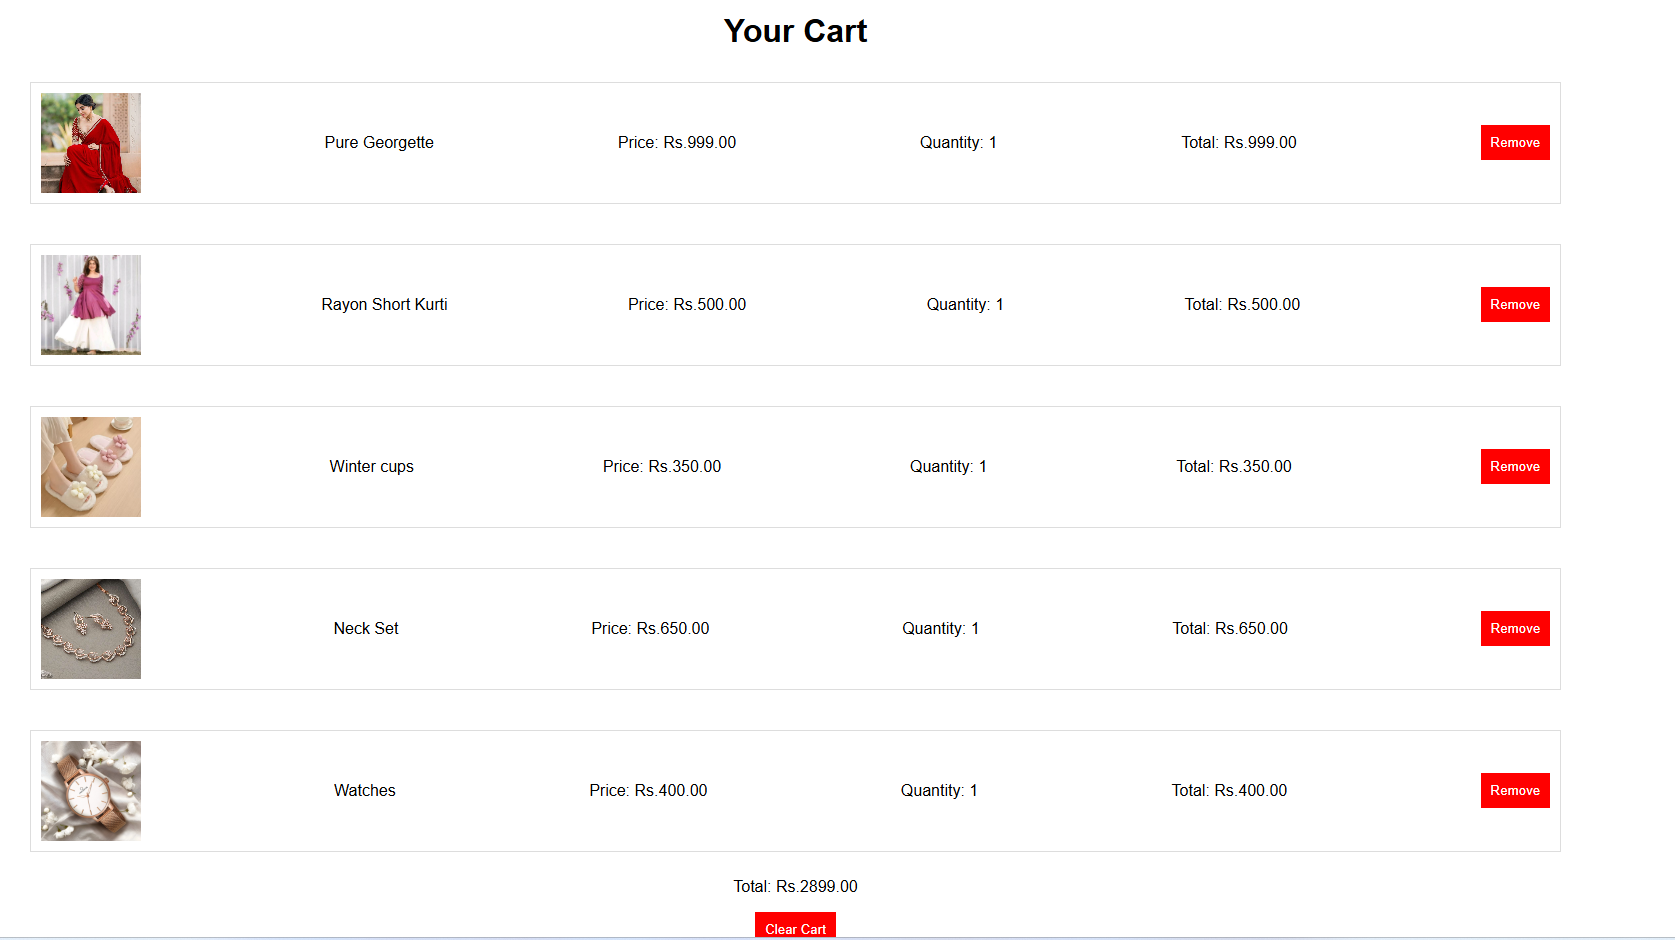 Your Cart
Pure Georgette Price: Rs.999.00 Quantity: 1 Total: Rs.999.00 Remove
Rayon Short Kurti Price: Rs.500.00 Quantity: 1 Total: Rs.500.00 Remove
Winter cups Price: Rs.350.00 Quantity: 1 Total: Rs.350.00 Remove
Neck Set Price: Rs.650.00 Quantity: 1 Total: Rs.650.00 Remove
Watches Price: Rs.400.00 Quantity: 1 Total: Rs.400.00 Remove
Total: Rs.2899.00
Clear Cart